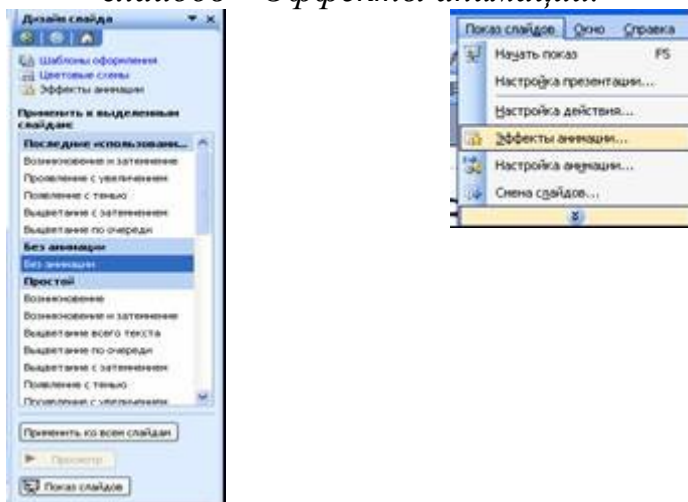 слайдов – Эффекты анимации.
Дизайн слайда
Шаблоны оформления
Цветовые схемы
Эффекты анимации
Применить к выделенным
слайдам:
Последние использовани...
Возникновение и затемнение
Проявление с увеличением
Появление с тенью
Выцветание с затемнением
Выцветание по очереди
Без анимации
Без анимации
Простой
Возникновение
Возникновение и затемнение
Выцветание всего текста
Выцветание по очереди
Выцветание с затемнением
Появление с тенью
Проявление с увеличением
Применить ко всем слайдам
Просмотр
Показ слайдов
Показ слайдов Окно Справка
Начать показ F5
Настройка презентации...
Настройка действия...
Эффекты анимации...
Настройка анимации...
Смена слайдов...